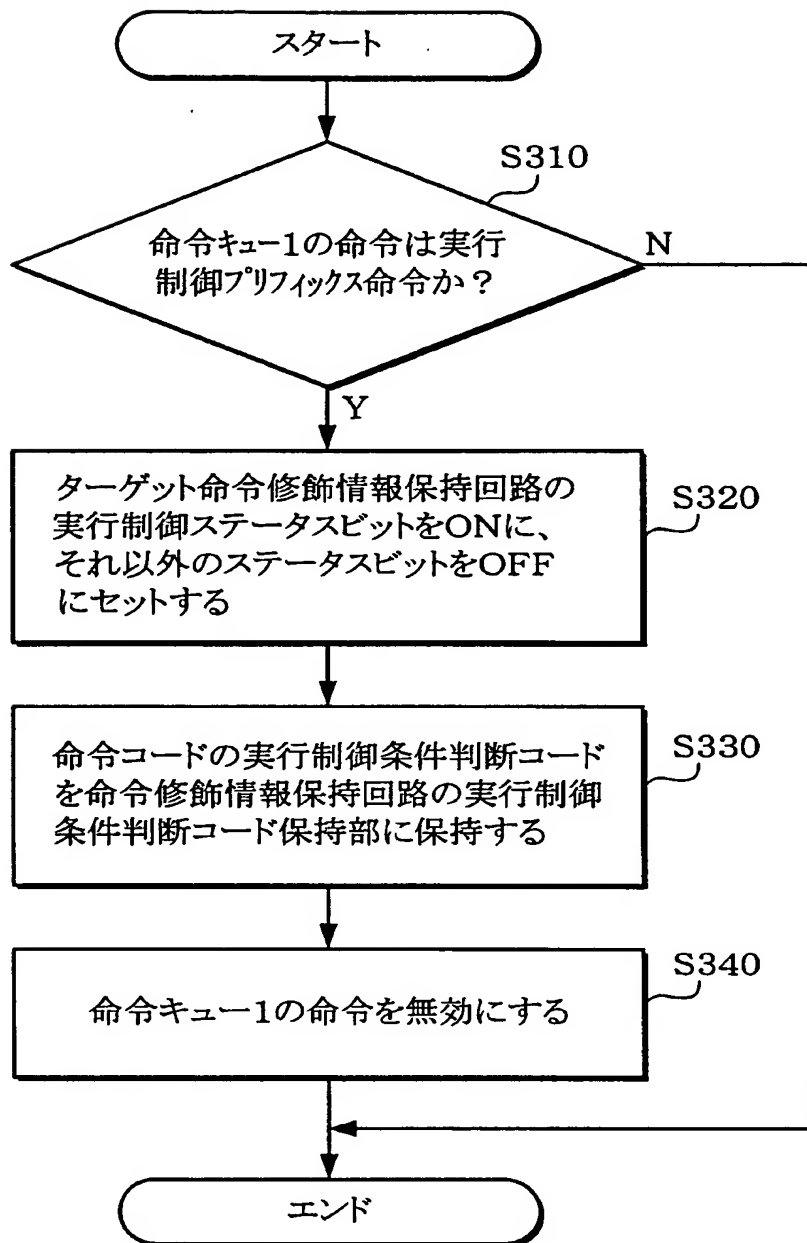 スタート
S310
命令キュー1の命令は実行
制御プリフィックス命令か？
N
Y
ターゲット命令修飾情報保持回路の
実行制御ステータスビットをONに、
それ以外のステータスビットをOFF
にセットする
S320
命令コードの実行制御条件判断コード
を命令修飾情報保持回路の実行制御
条件判断コード保持部に保持する
S330
命令キュー1の命令を無効にする
S340
エンド